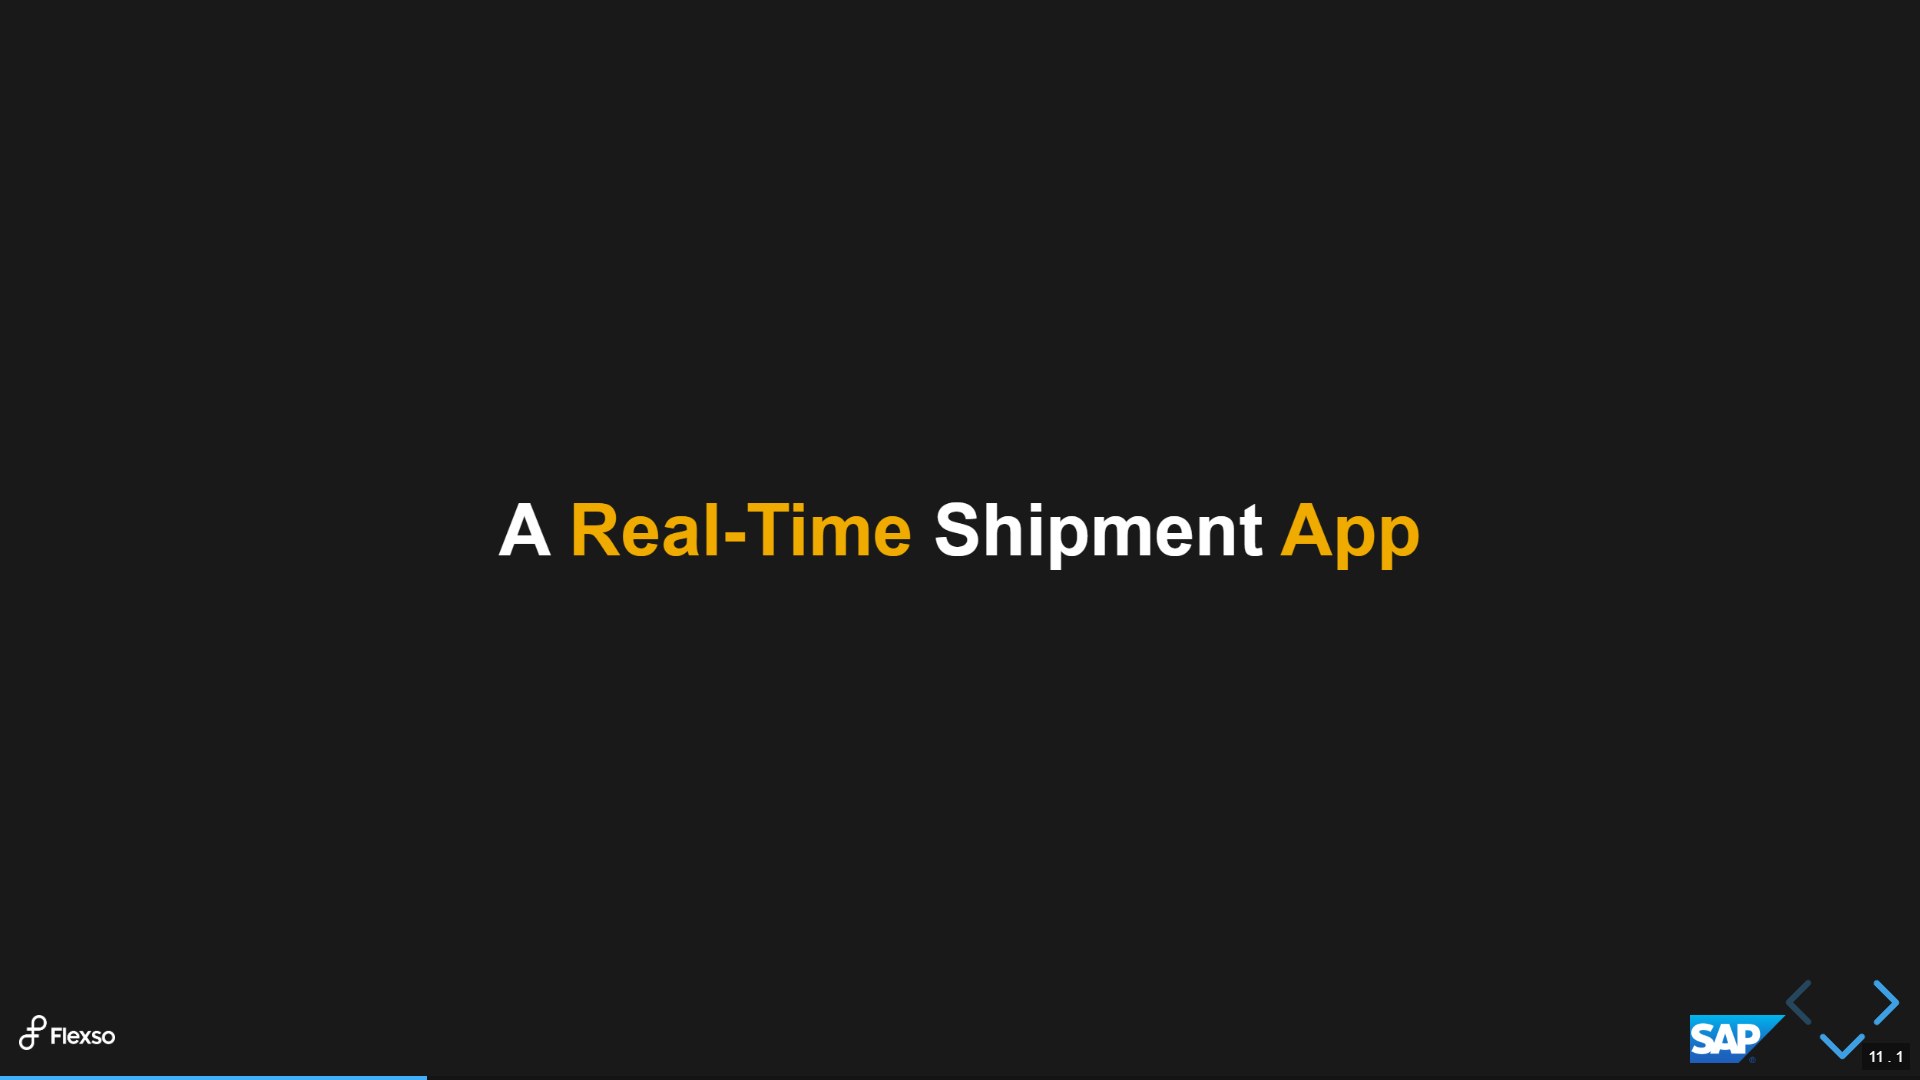 A Real-Time Shipment App
Flexso
SAP
11 . 1